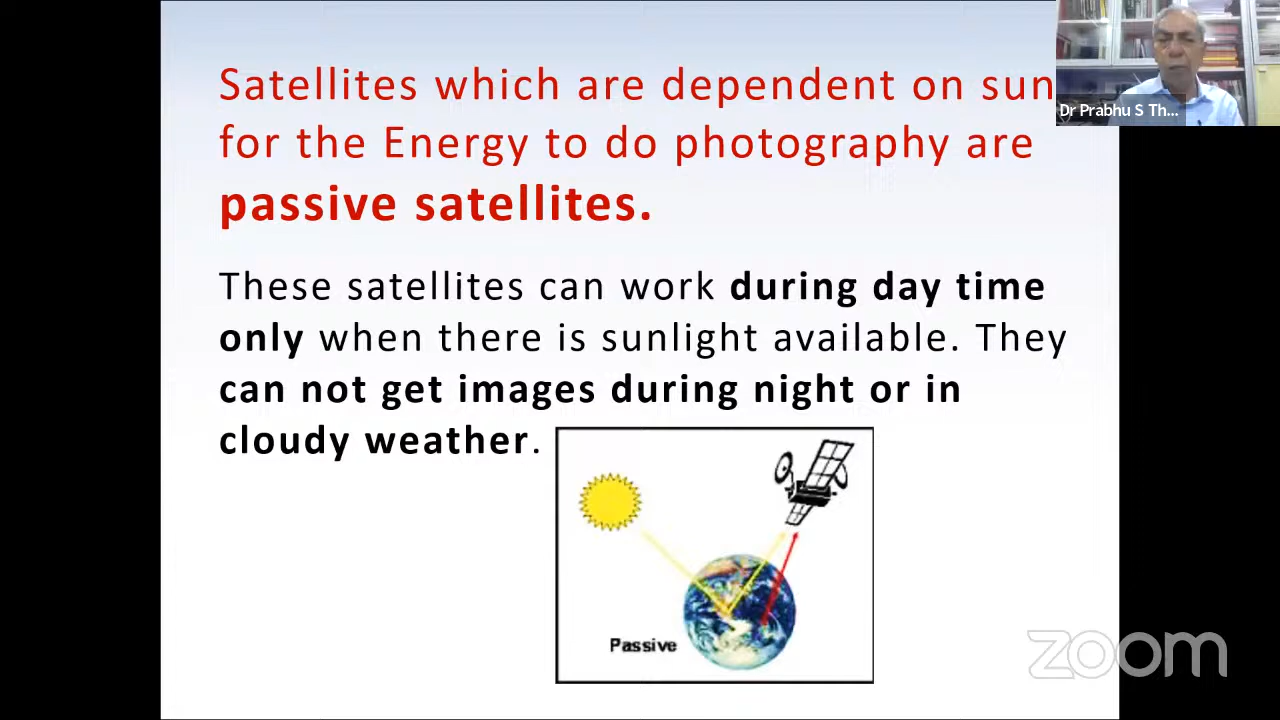 Satellites which are dependent on sun
for the Energy to do photography are
passive satellites.
These satellites can work during day time
only when there is sunlight available. They
can not get images during night or in
cloudy weather.
Passive
Dr Prabhu S Th...
zoom